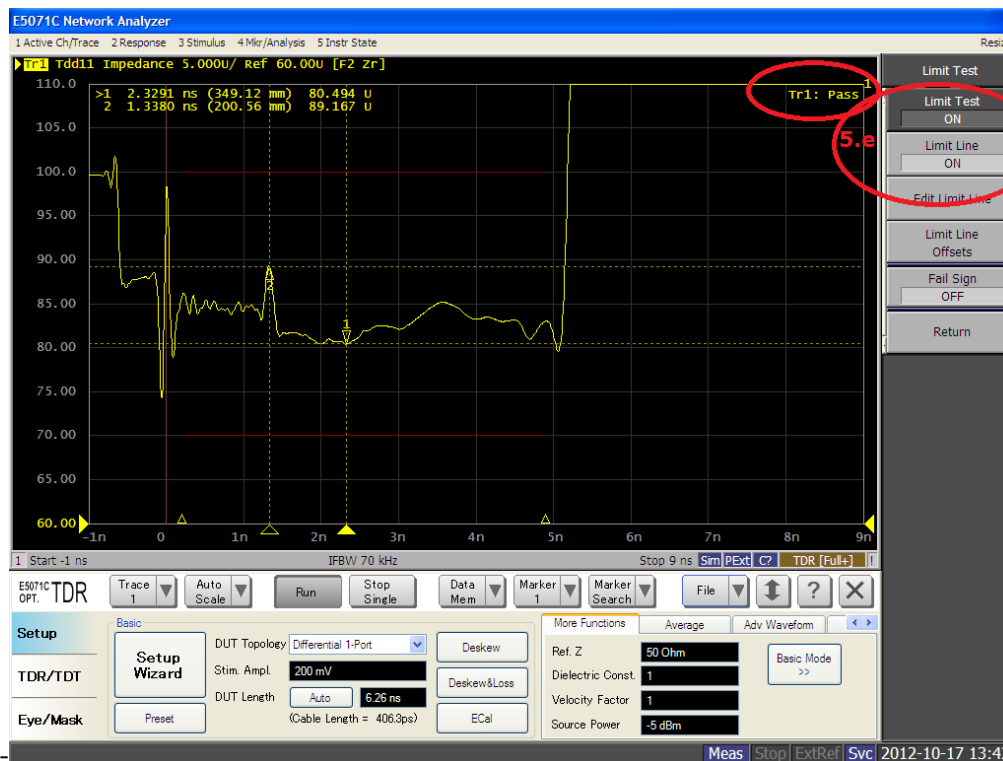 E5071C Network Analyzer
1 Active Ch/Trace 2 Response 3 Stimulus 4 Mkr/Analysis 5 Instr State
Tr1 Tdd11 Impedance 5.000U/ Ref 60.00U [F2 Zr]
110.0
105.0
100.0
95.00
90.00
85.00
80.00
75.00
70.00
65.00
60.00
>1 2.3291 ns (349.12 mm) 80.494 U
2 1.3380 ns (200.56 mm) 89.167 U
1
Tr1: Pass
5.e
2
1
-1n 0 1n 2n 3n 4n 5n 6n 7n 8n 9n
1 Start -1 ns IFBW 70 kHz Stop 9 ns Sim PExt C? TDR [Full+] !
Limit Test
Limit Test
ON
Limit Line
ON
Edit Limit Line
Limit Line
Offsets
Fail Sign
OFF
Return
E5071C
OPT. TDR
Trace
1
Auto
Scale
Run
Stop
Single
Data
Mem
Marker
1
Marker
Search
File
?
Setup
TDR/TDT
Eye/Mask
Basic
Setup
Wizard
Preset
DUT Topology Differential 1-Port
Stim. Ampl. 200 mV
DUT Length Auto 6.26 ns
(Cable Length = 406.3ps)
Deskew
Deskew&Loss
ECal
More Functions Average Adv Waveform
Ref. Z 50 Ohm
Dielectric Const. 1
Velocity Factor 1
Source Power -5 dBm
Basic Mode
>>
Meas Stop ExtRef Svc 2012-10-17 13:4